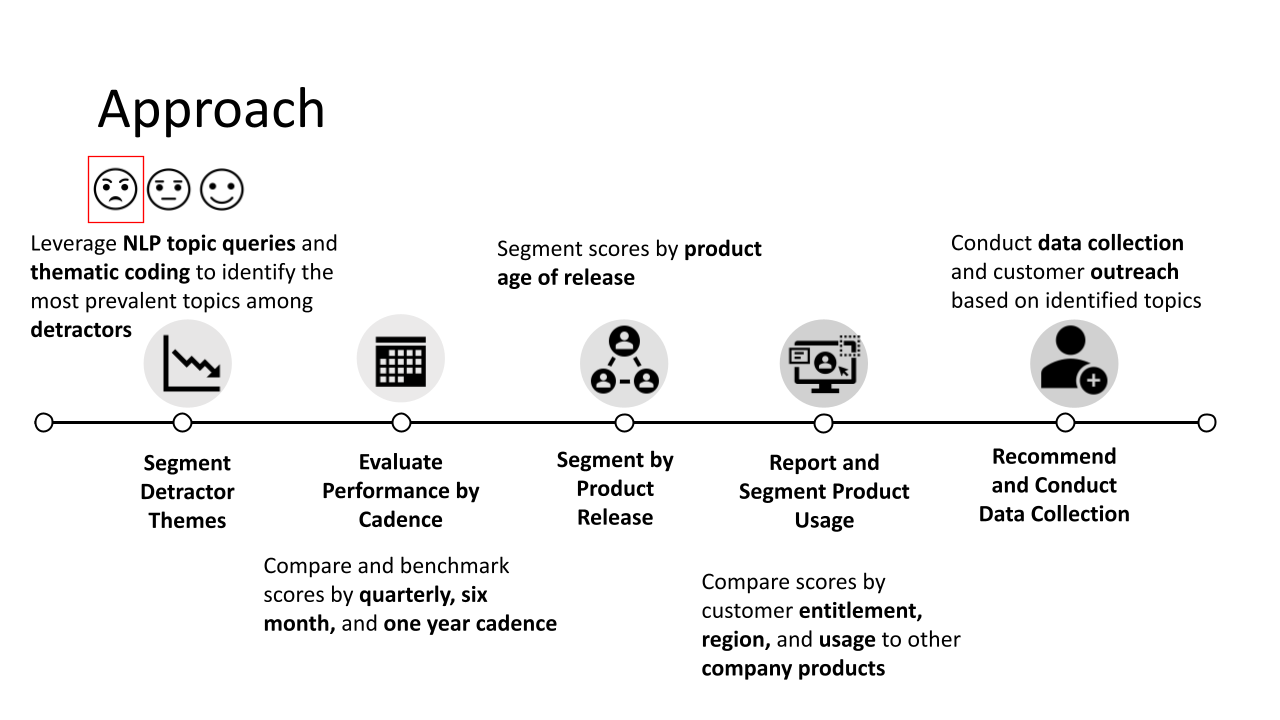 Approach
Leverage NLP topic queries and
thematic coding to identify the
most prevalent topics among
detractors
Segment scores by product
age of release
Conduct data collection
and customer outreach
based on identified topics
Segment
Detractor
Themes
Evaluate
Performance by
Cadence
Segment by
Product
Release
Report and
Segment Product
Usage
Recommend
and Conduct
Data Collection
Compare and benchmark
scores by quarterly, six
month, and one year cadence
Compare scores by
customer entitlement,
region, and usage to other
company products